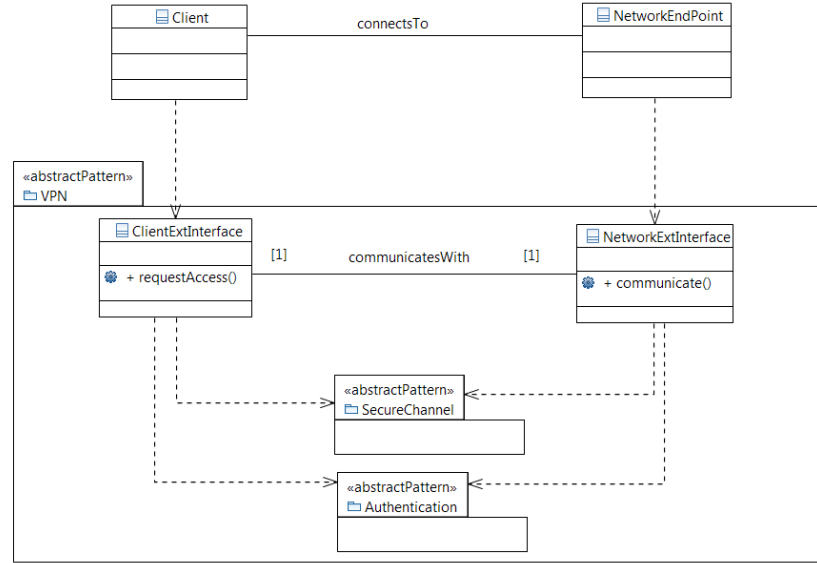 Client
connectsTo
NetworkEndPoint
«abstractPattern»
VPN
ClientExtInterface
[1]
communicatesWith
[1]
NetworkExtInterface
+ requestAccess()
+ communicate()
«abstractPattern»
SecureChannel
«abstractPattern»
Authentication